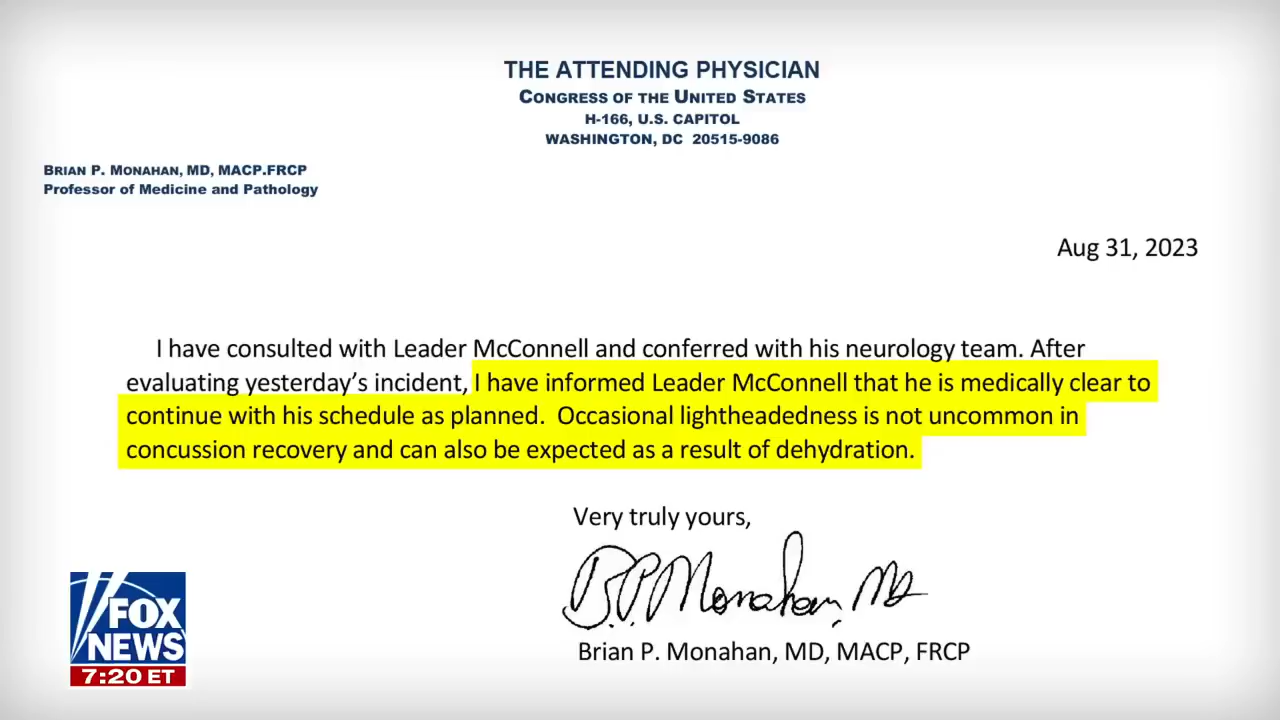 THE ATTENDING PHYSICIAN
CONGRESS OF THE UNITED STATES
H-166, U.S. CAPITOL
WASHINGTON, DC 20515-9086
BRIAN P. MONAHAN, MD, MACP.FRCP
Professor of Medicine and Pathology
Aug 31, 2023
I have consulted with Leader McConnell and conferred with his neurology team. After
evaluating yesterday’s incident, I have informed Leader McConnell that he is medically clear to
continue with his schedule as planned.  Occasional lightheadedness is not uncommon in
concussion recovery and can also be expected as a result of dehydration.
Very truly yours,
B.P. Monahan, MD
Brian P. Monahan, MD, MACP, FRCP
FOX
NEWS
7:20 ET